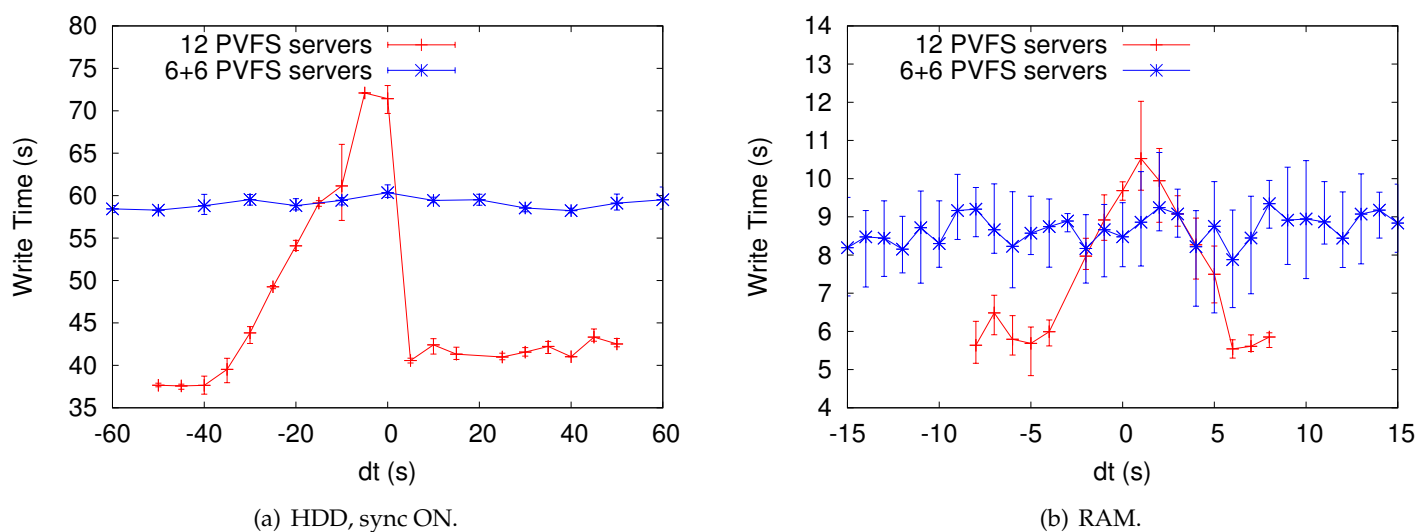 80
75
70
65
60
55
50
45
40
35
Write Time (s)
12 PVFS servers
6+6 PVFS servers
-60 -40 -20 0 20 40 60
dt (s)
(a) HDD, sync ON.
14
13
12
11
10
9
8
7
6
5
4
Write Time (s)
12 PVFS servers
6+6 PVFS servers
-15 -10 -5 0 5 10 15
dt (s)
(b) RAM.